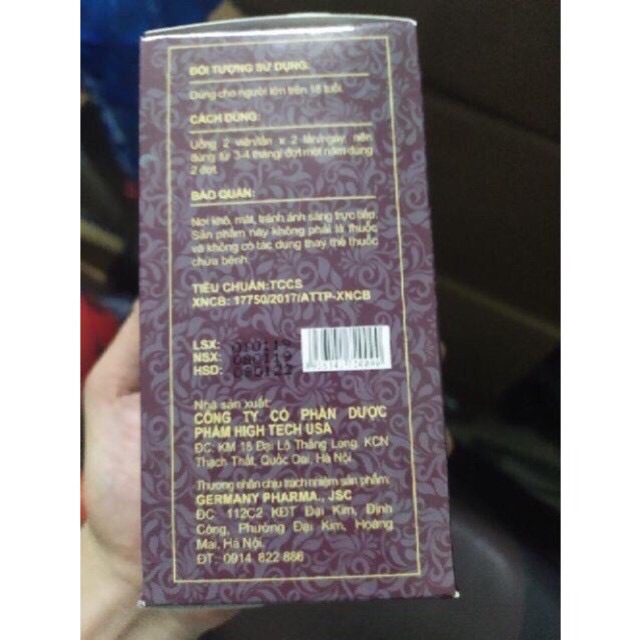 ĐỐI TƯỢNG SỬ DỤNG:
Dùng cho người lớn trên 18 tuổi.
CÁCH DÙNG:
Uống 2 viên/lần x 2 lần/ngày, nên
dùng từ 3-4 tháng/ đợt một năm dùng
2 đợt.
BẢO QUẢN:
Nơi khô, mát, tránh ánh sáng trực tiếp.
Sản phẩm này không phải là thuốc
và không có tác dụng thay thế thuốc
chữa bệnh.
TIÊU CHUẨN:TCCS
XNCB: 17750/2017/ATTP-XNCB
LSX: 010119
NSX: 080119
HSD: 080122
Nhà sản xuất:
CÔNG TY CỔ PHẦN DƯỢC
PHẨM HIGH TECH USA
ĐC. KM 18 Đại Lộ Thăng Long, KCN
Thạch Thất, Quốc Oai, Hà Nội.
Thương nhân chịu trách nhiệm sản phẩm:
GERMANY PHARMA., JSC
ĐC: 112C2 KĐT Đại Kim, Định
Công, Phường Đại Kim, Hoàng
Mai, Hà Nội.
ĐT: 0914 822 886